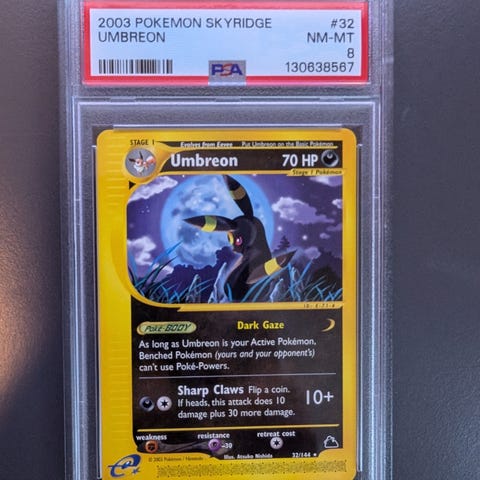 2003 POKEMON SKYRIDGE #32
UMBREON NM-MT
8
PSA 130638567
STAGE 1 Evolves from Eevee Put Umbreon on the Basic Pokémon
Umbreon 70 HP
Stage 1 Pokémon
Poké-BODY Dark Gaze
As long as Umbreon is your Active Pokémon,
Benched Pokémon (yours and your opponent's)
can't use Poké-Powers.
Sharp Claws Flip a coin.
If heads, this attack does 10
damage plus 30 more damage.
10+
weakness resistance retreat cost
-30
Illus. Atsuko Nishida
© 2003 Pokémon / Nintendo 32/144